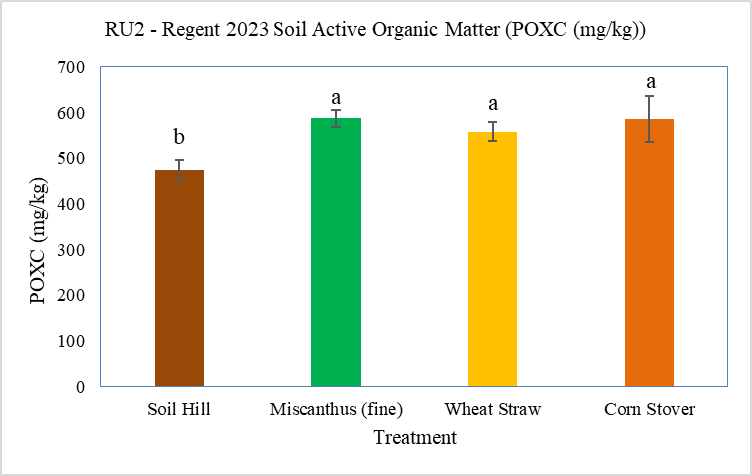 RU2 - Regent 2023 Soil Active Organic Matter (POXC (mg/kg))
700
600
500
400
300
200
100
0
POXC (mg/kg)
b
a
a
a
Soil Hill
Miscanthus (fine)
Wheat Straw
Corn Stover
Treatment